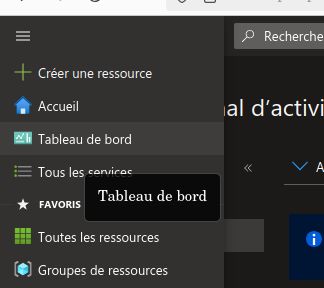 Recherche
Créer une ressource
Accueil
nal d'activi
Tableau de bord
Tous les services
Tableau de bord
FAVORIS
Toutes les ressources
Groupes de ressources